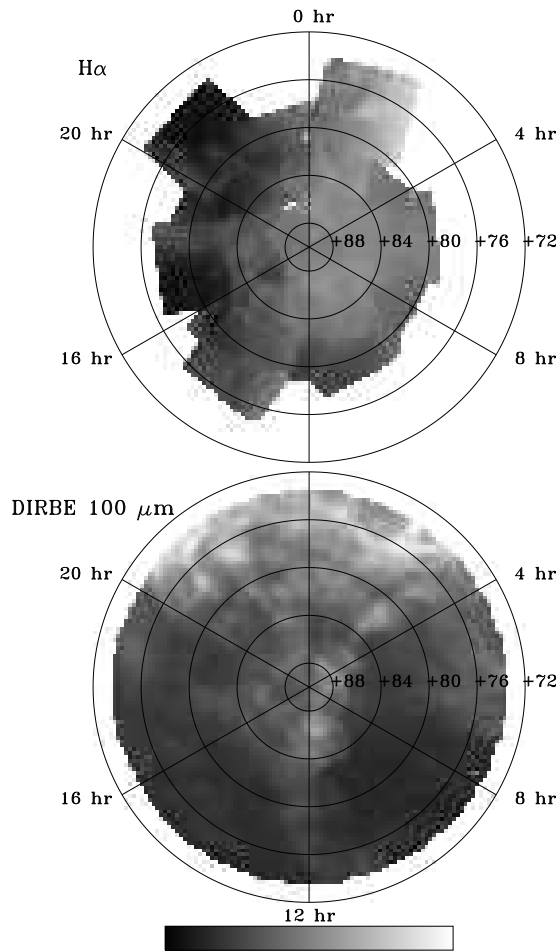 0 hr
Hα
20 hr
4 hr
+88 +84 +80 +76 +72
16 hr
8 hr
DIRBE 100 μm
20 hr
4 hr
+88 +84 +80 +76 +72
16 hr
8 hr
12 hr